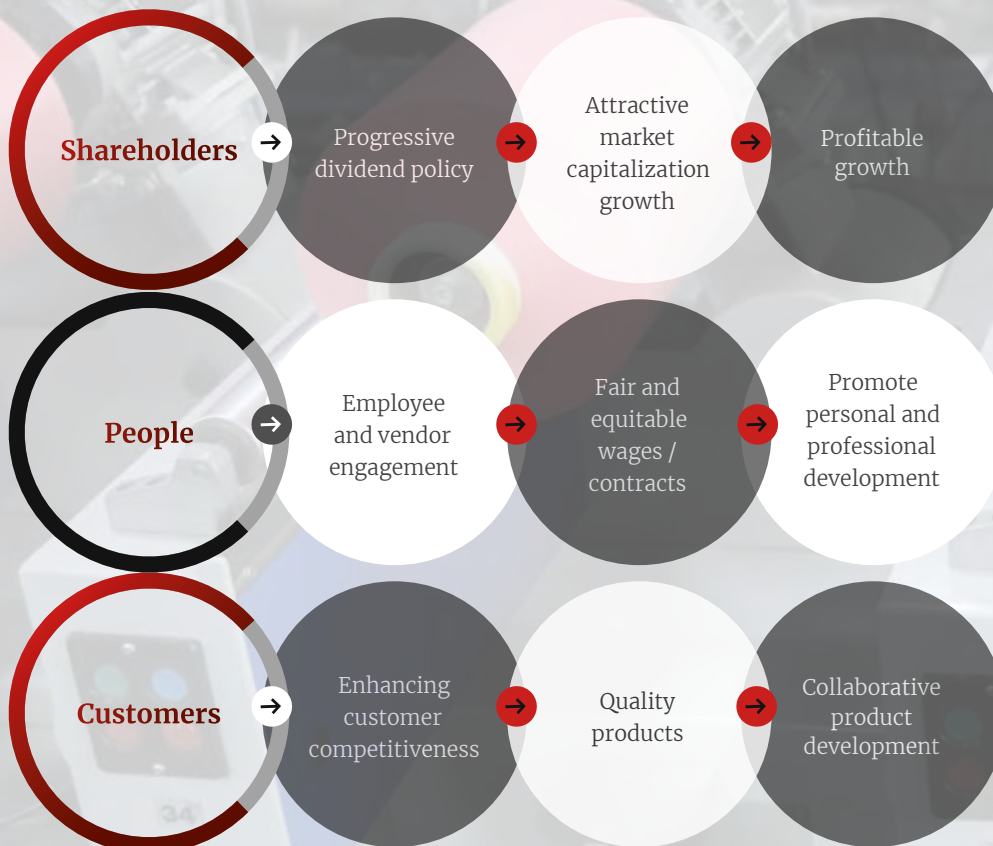 Shareholders
Progressive
dividend policy
Attractive
market
capitalization
growth
Profitable
growth
People
Employee
and vendor
engagement
Fair and
equitable
wages /
contracts
Promote
personal and
professional
development
Customers
Enhancing
customer
competitiveness
Quality
products
Collaborative
product
development
34